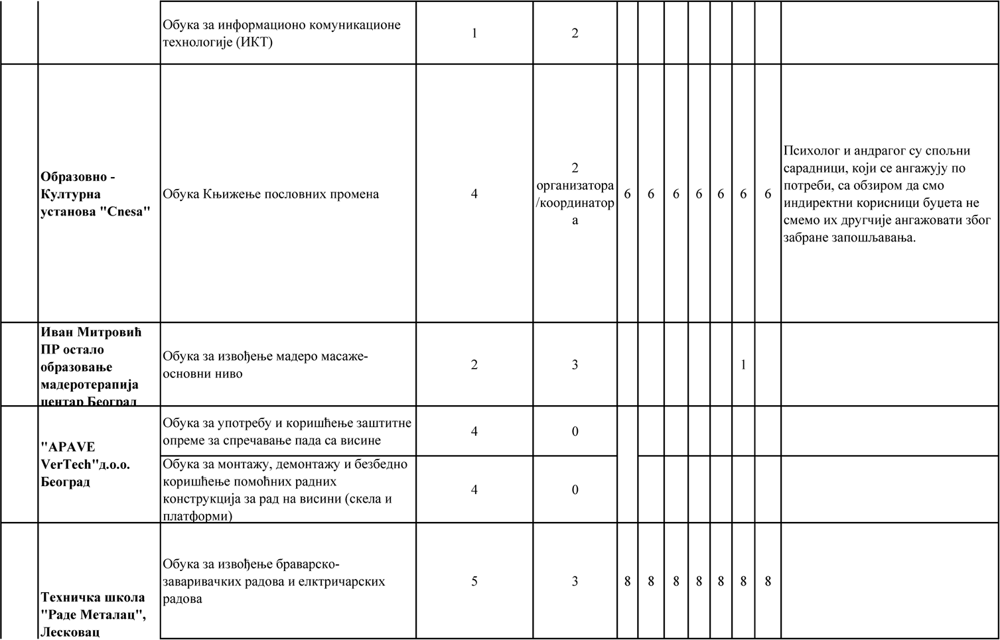 Обука за информационо комуникационе
технологије (ИКТ)
1
2
Образовно -
Културна
установа "Cnesa"
Обука Књижење пословних промена
4
2
организатора
/координатор
а
6 6 6 6 6 6 6
Психолог и андрагог су спољни
сарадници, који се ангажују по
потреби, са обзиром да смо
индиректни корисници буџета не
смемо их другчије ангажовати због
забране запошљавања.
Иван Митровић
ПР остало
образовање
мадеротерапија
центар Београд
Обука за извођење мадеро масаже-
основни ниво
2
3
1
"APAVE
VerTech"д.о.о.
Београд
Обука за употребу и коришћење заштитне
опреме за спречавање пада са висине
4
0
Обука за монтажу, демонтажу и безбедно
коришћење помоћних радних
конструкција за рад на висини (скела и
платформи)
4
0
Техничка школа
"Раде Металац",
Лесковац
Обука за извођење браварско-
заваривачких радова и елктричарских
радова
5
3
8 8 8 8 8 8 8